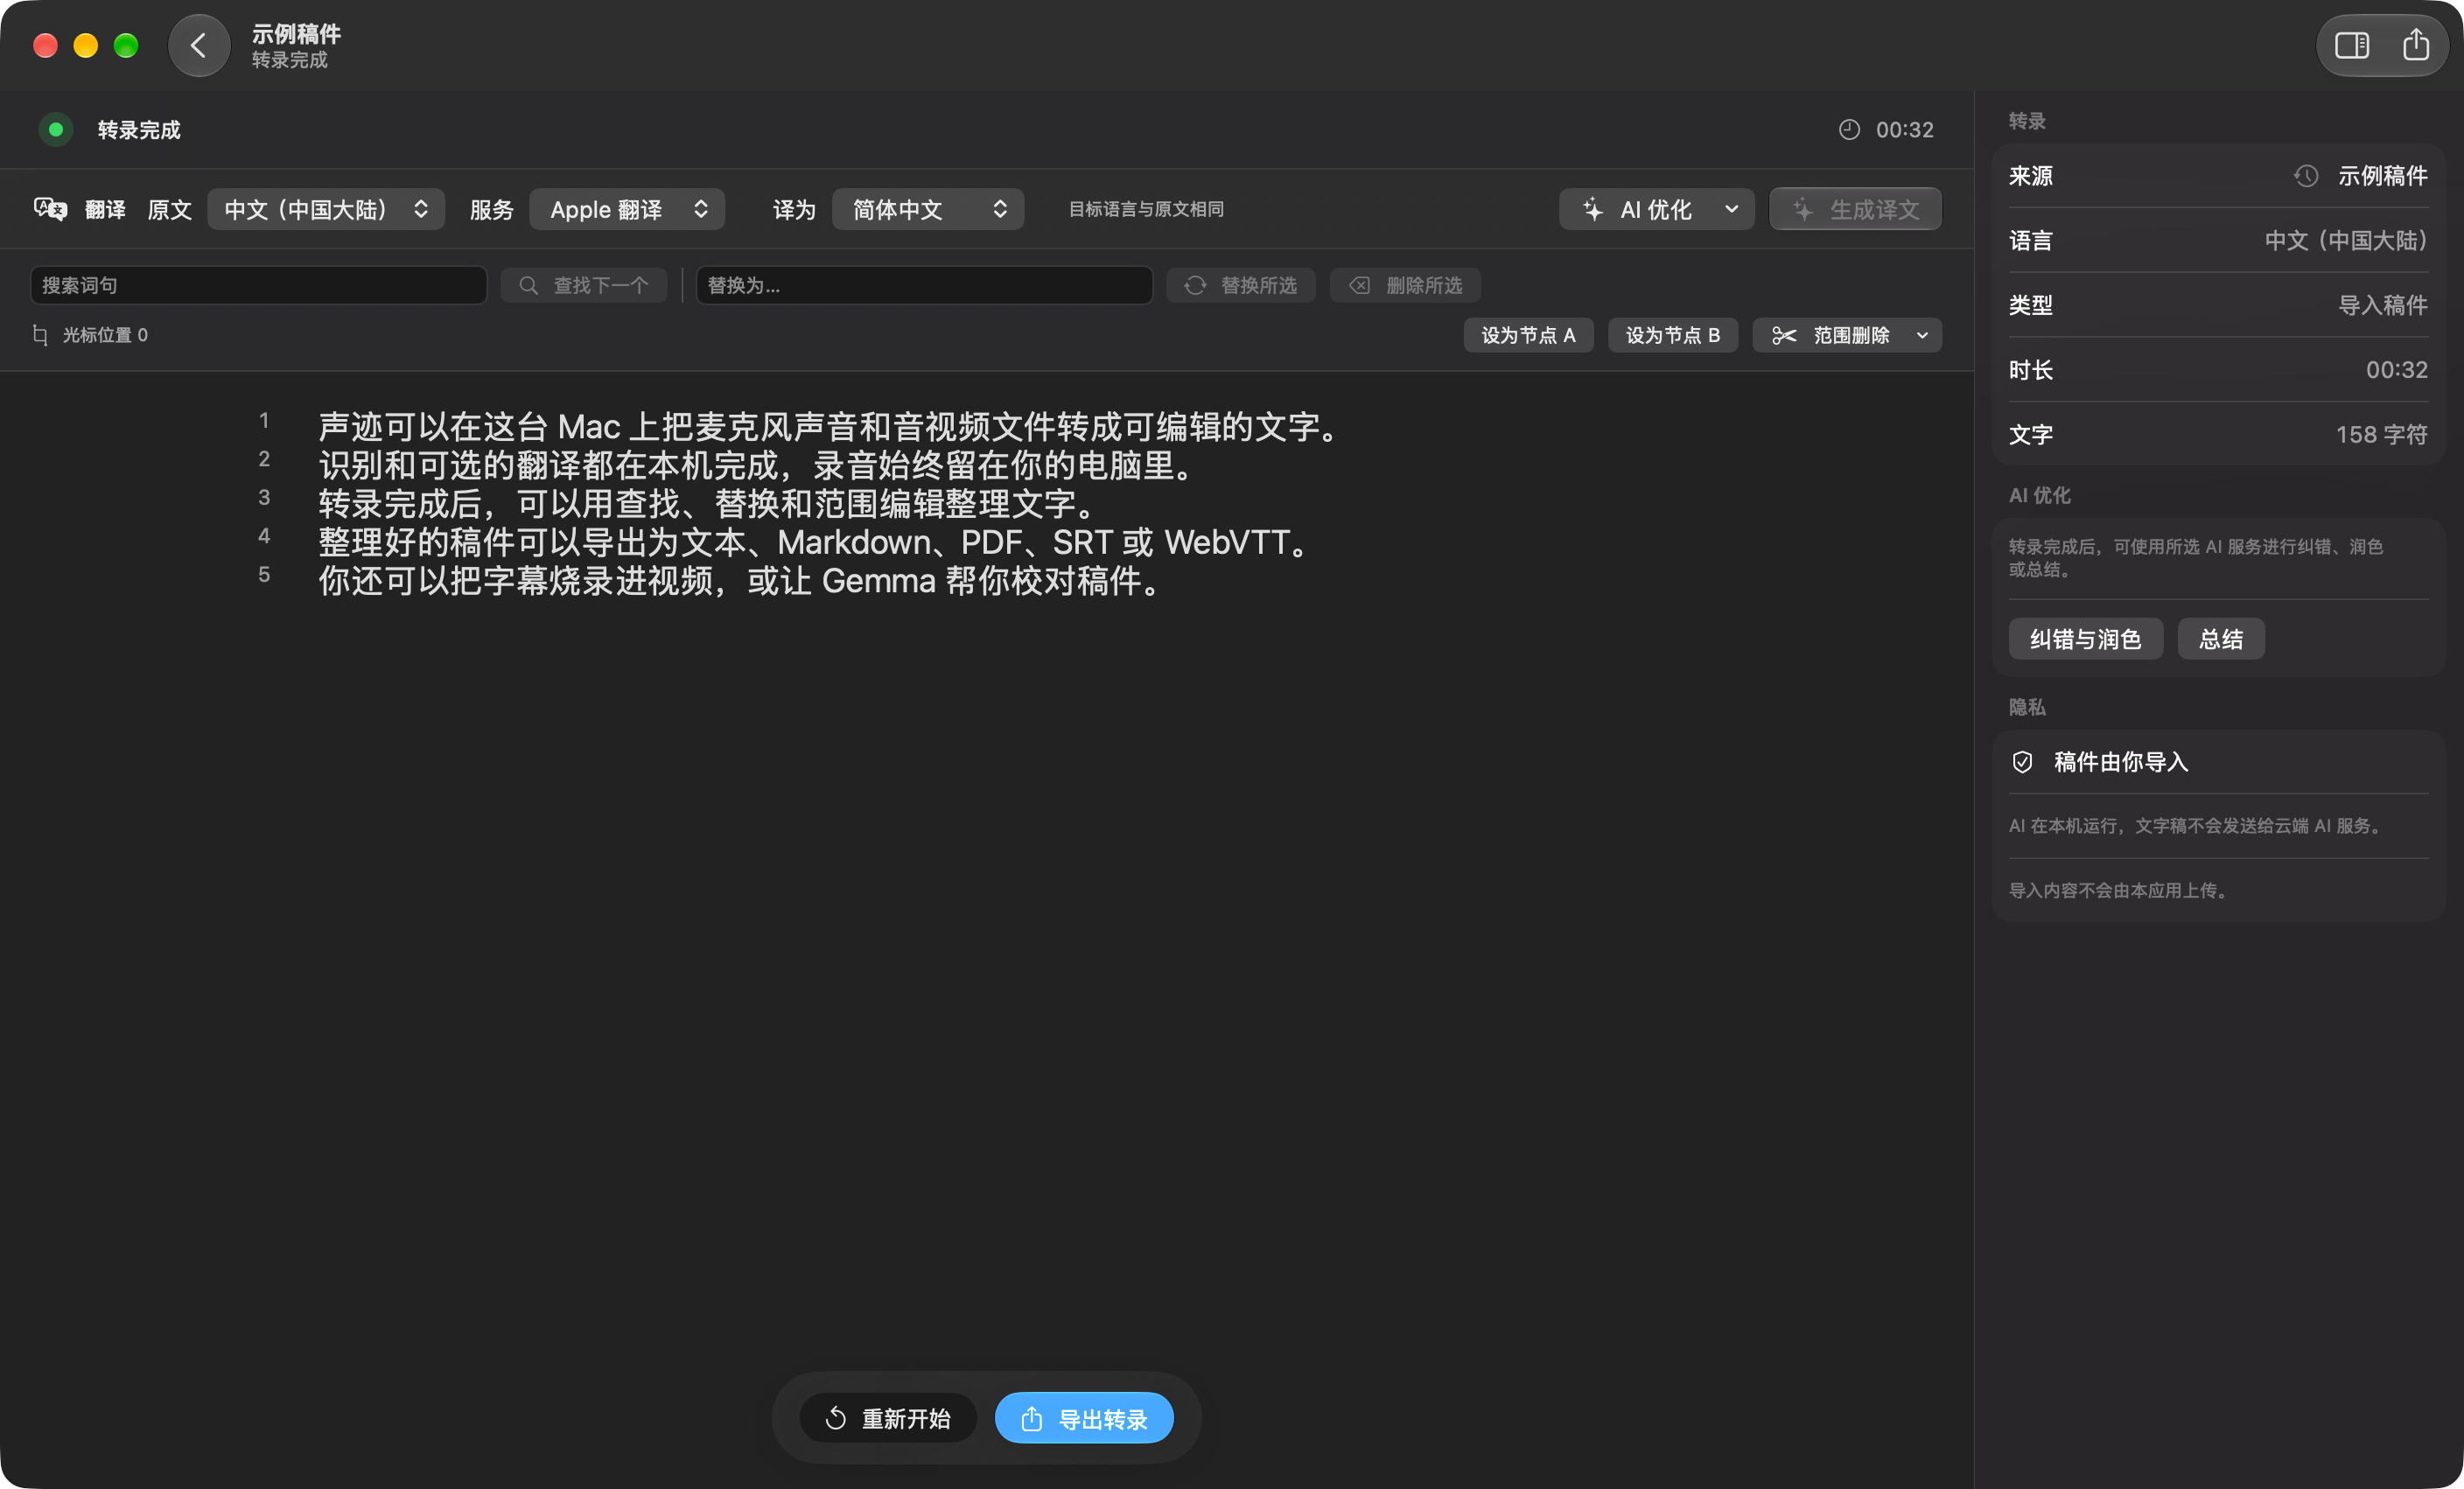 示例稿件
转录完成
转录完成
00:32
翻译 原文 中文（中国大陆） 服务 Apple 翻译 译为 简体中文 目标语言与原文相同 AI 优化 生成译文
搜索词句 查找下一个 替换为... 替换所选 删除所选
光标位置 0 设为节点 A 设为节点 B 范围删除
1 声迹可以在这台 Mac 上把麦克风声音和音视频文件转成可编辑的文字。
2 识别和可选的翻译都在本机完成，录音始终留在你的电脑里。
3 转录完成后，可以用查找、替换和范围编辑整理文字。
4 整理好的稿件可以导出为文本、Markdown、PDF、SRT 或 WebVTT。
5 你还可以把字幕烧录进视频，或让 Gemma 帮你校对稿件。
重新开始 导出转录
转录
来源 示例稿件
语言 中文（中国大陆）
类型 导入稿件
时长 00:32
文字 158 字符
AI 优化
转录完成后，可使用所选 AI 服务进行纠错、润色
或总结。
纠错与润色 总结
隐私
稿件由你导入
AI 在本机运行，文字稿不会发送给云端 AI 服务。
导入内容不会由本应用上传。